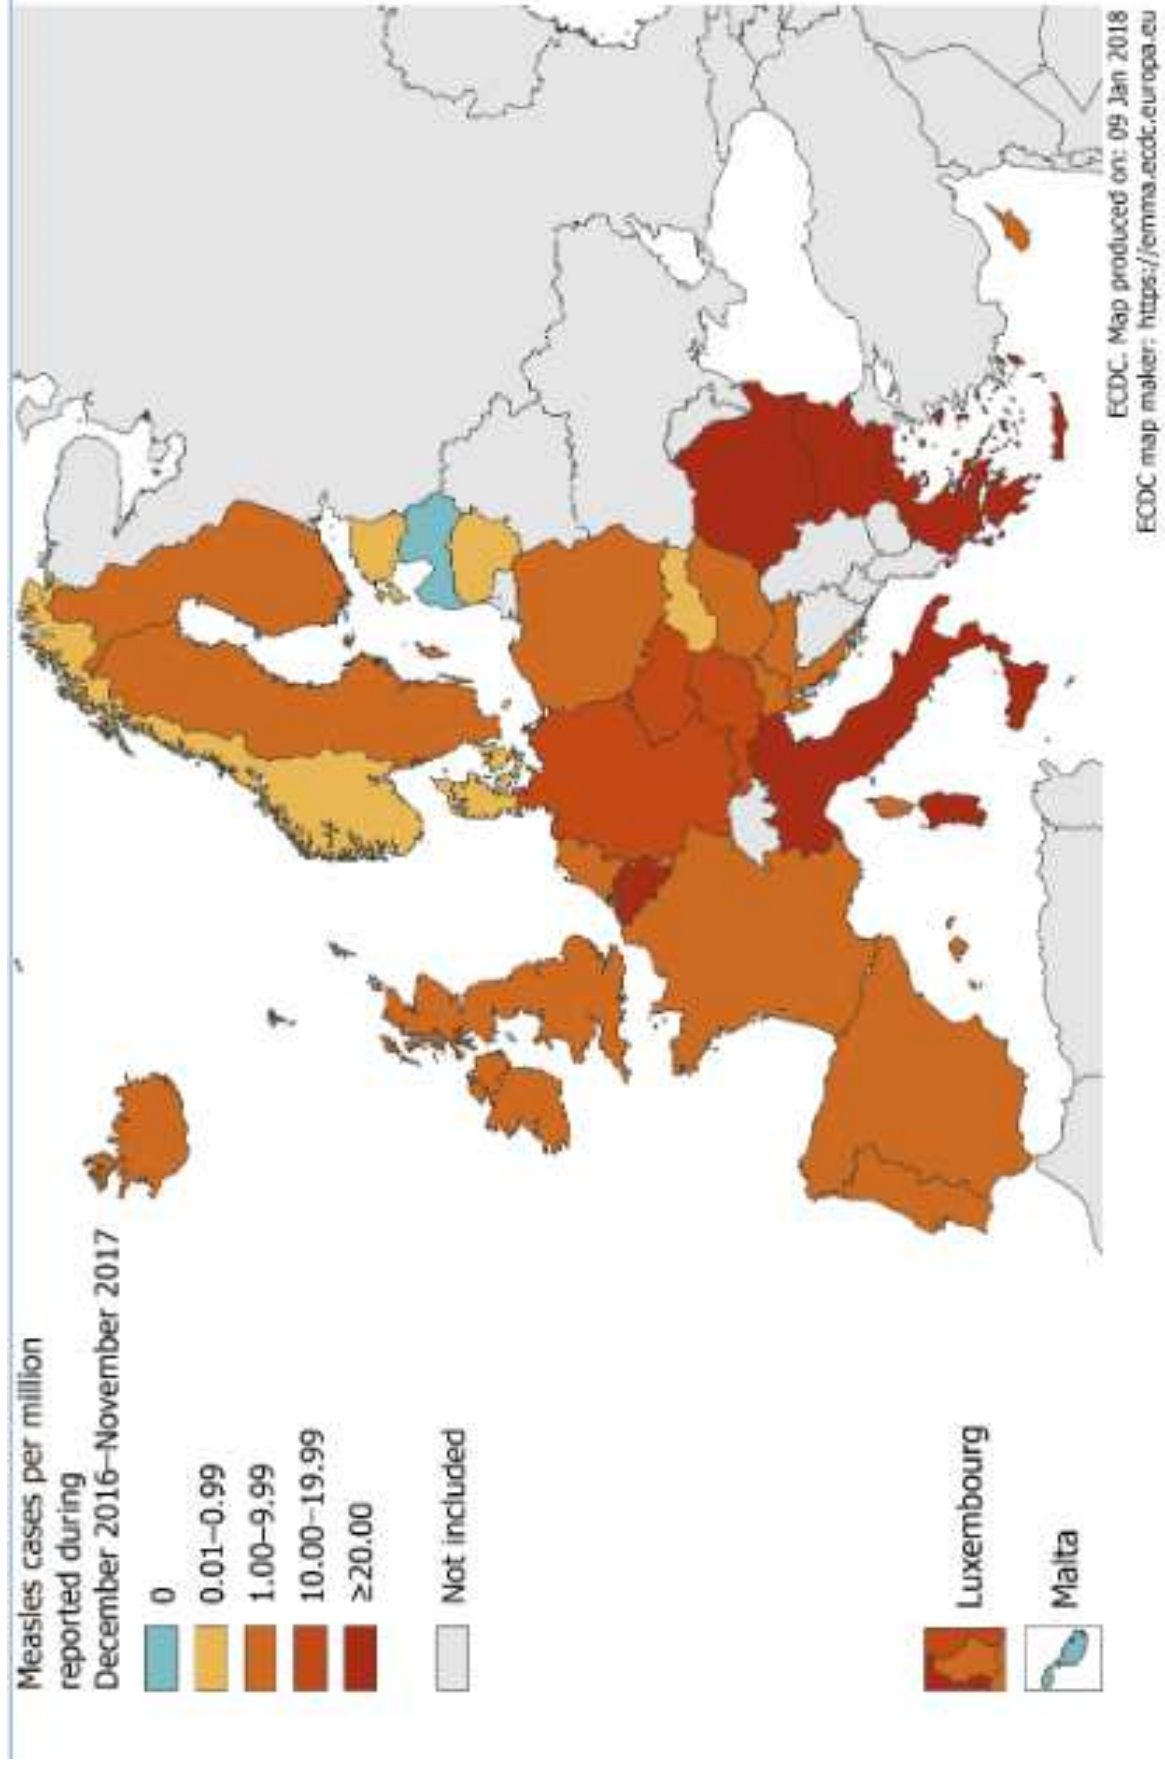 Measles cases per million
reported during
December 2016–November 2017
0
0.01–0.99
1.00–9.99
10.00–19.99
≥20.00
Not included
Luxembourg
Malta
ECDC. Map produced on: 09 Jan 2018
ECDC map maker: https://emma.ecdc.europa.eu